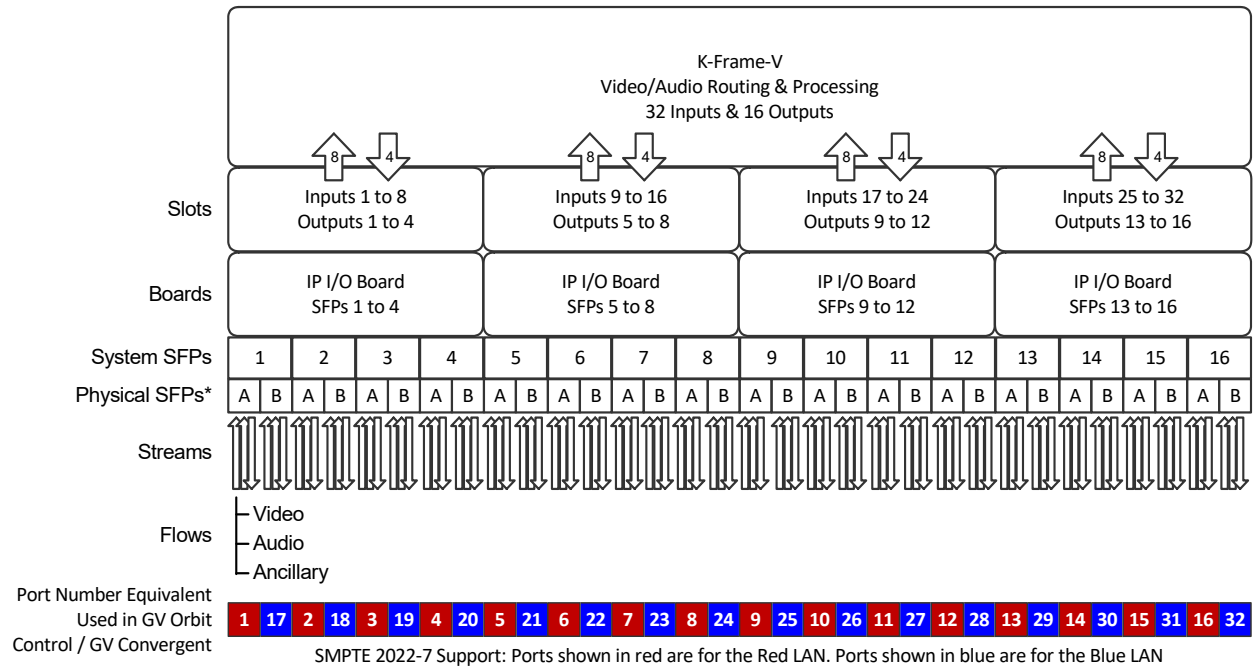 K-Frame-V
Video/Audio Routing & Processing
32 Inputs & 16 Outputs
8 4 8 4 8 4 8 4
Slots
Inputs 1 to 8
Outputs 1 to 4
Inputs 9 to 16
Outputs 5 to 8
Inputs 17 to 24
Outputs 9 to 12
Inputs 25 to 32
Outputs 13 to 16
Boards
IP I/O Board
SFPs 1 to 4
IP I/O Board
SFPs 5 to 8
IP I/O Board
SFPs 9 to 12
IP I/O Board
SFPs 13 to 16
System SFPs 1 2 3 4 5 6 7 8 9 10 11 12 13 14 15 16
Physical SFPs* A B A B A B A B A B A B A B A B A B A B A B A B A B A B A B A B
Streams
Flows
Video
Audio
Ancillary
Port Number Equivalent
Used in GV Orbit
Control / GV Convergent
1 17 2 18 3 19 4 20 5 21 6 22 7 23 8 24 9 25 10 26 11 27 12 28 13 29 14 30 15 31 16 32
SMPTE 2022-7 Support: Ports shown in red are for the Red LAN. Ports shown in blue are for the Blue LAN